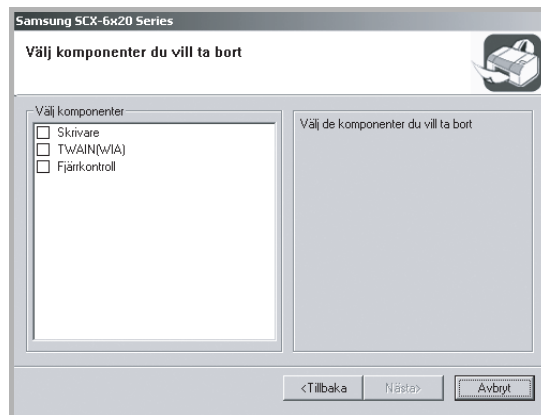 Samsung SCX-6x20 Series
Välj komponenter du vill ta bort
Välj komponenter
Skrivare
TWAIN(WIA)
Fjärrkontroll
Välj de komponenter du vill ta bort
<Tillbaka
Nästa>
Avbryt